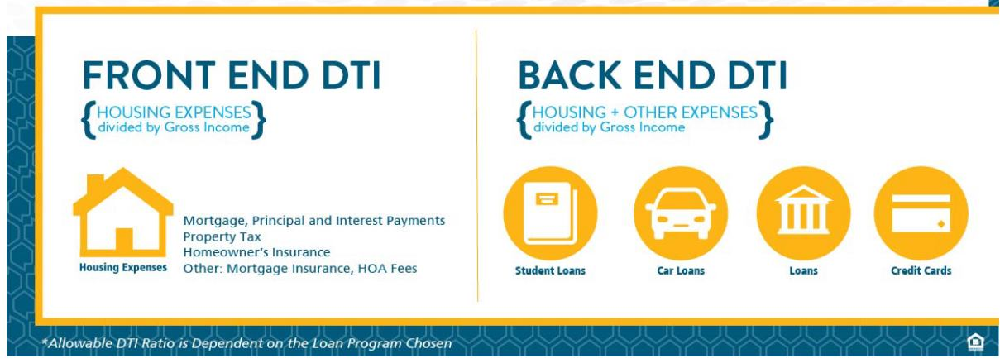 FRONT END DTI
{HOUSING EXPENSES
divided by Gross Income}
Mortgage, Principal and Interest Payments
Property Tax
Homeowner's Insurance
Other: Mortgage Insurance, HOA Fees
Housing Expenses
BACK END DTI
{HOUSING + OTHER EXPENSES
divided by Gross Income}
Student Loans
Car Loans
Loans
Credit Cards
*Allowable DTI Ratio is Dependent on the Loan Program Chosen